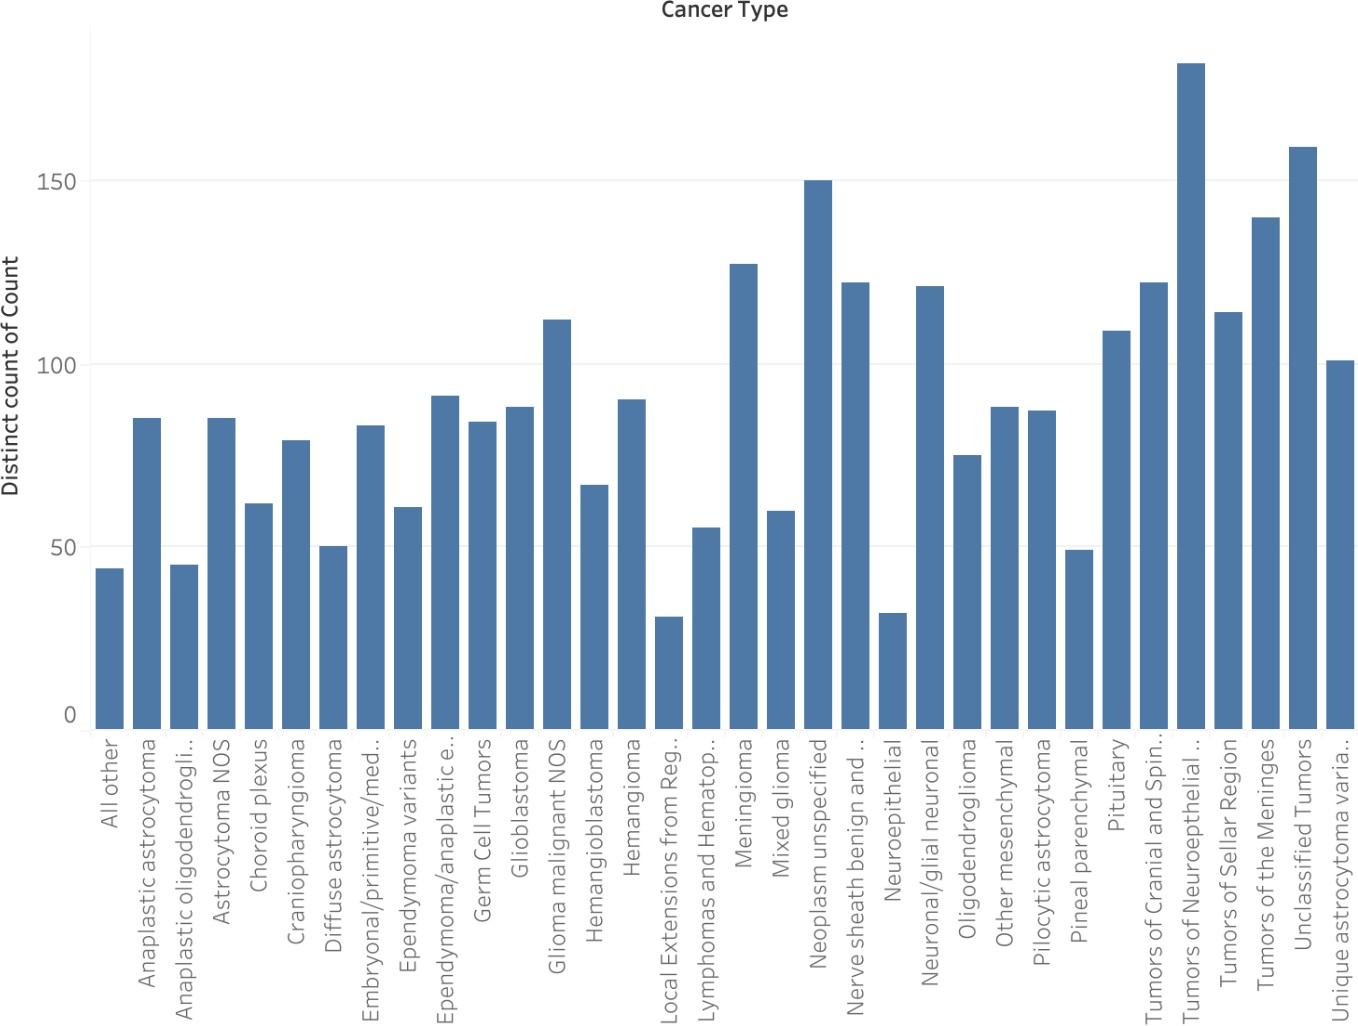 Cancer Type
Distinct count of Count
150
100
50
0
All other
Anaplastic astrocytoma
Anaplastic oligodendrogli..
Astrocytoma NOS
Choroid plexus
Craniopharyngioma
Diffuse astrocytoma
Embryonal/primitive/med..
Ependymoma variants
Ependymoma/anaplastic e..
Germ Cell Tumors
Glioblastoma
Glioma malignant NOS
Hemangioblastoma
Hemangioma
Local Extensions from Reg..
Lymphomas and Hematop..
Meningioma
Mixed glioma
Neoplasm unspecified
Nerve sheath benign and ..
Neuroepithelial
Neuronal/glial neuronal
Oligodendroglioma
Other mesenchymal
Pilocytic astrocytoma
Pineal parenchymal
Pituitary
Tumors of Cranial and Spin..
Tumors of Neuroepthelial ..
Tumors of Sellar Region
Tumors of the Meninges
Unclassified Tumors
Unique astrocytoma varia..